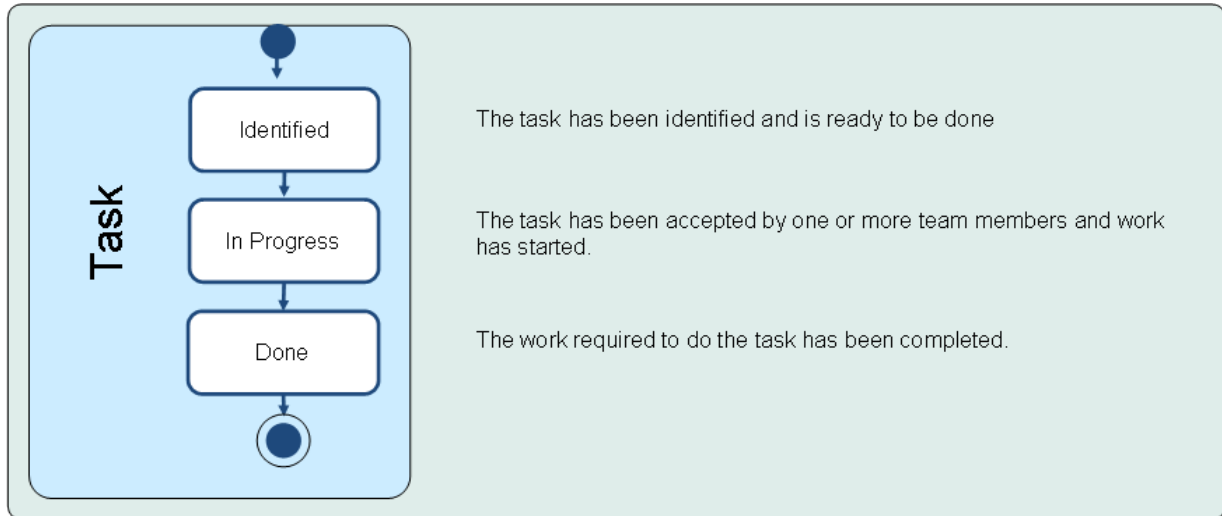 Task
Identified
The task has been identified and is ready to be done
In Progress
The task has been accepted by one or more team members and work
has started.
Done
The work required to do the task has been completed.